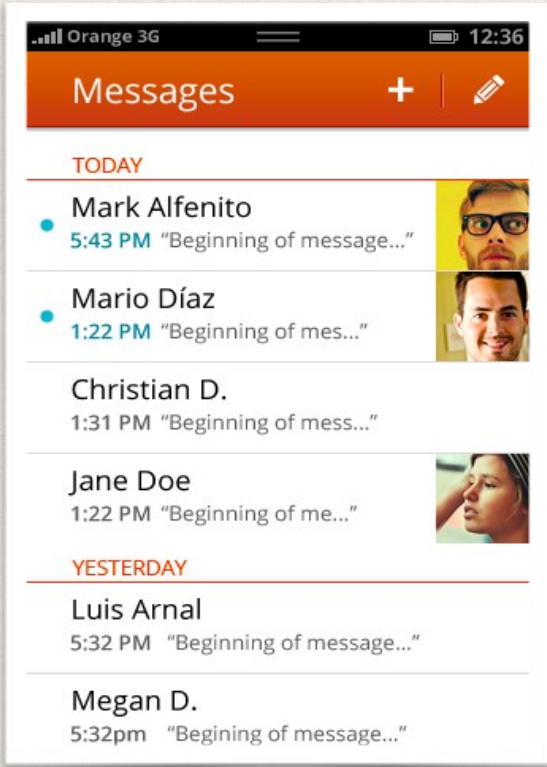 Orange 3G 12:36
Messages
TODAY
Mark Alfenito
5:43 PM “Beginning of message...”
Mario Díaz
1:22 PM “Beginning of mes...”
Christian D.
1:31 PM “Beginning of mess...”
Jane Doe
1:22 PM “Beginning of me...”
YESTERDAY
Luis Arnal
5:32 PM “Beginning of message...”
Megan D.
5:32pm “Begining of message...”